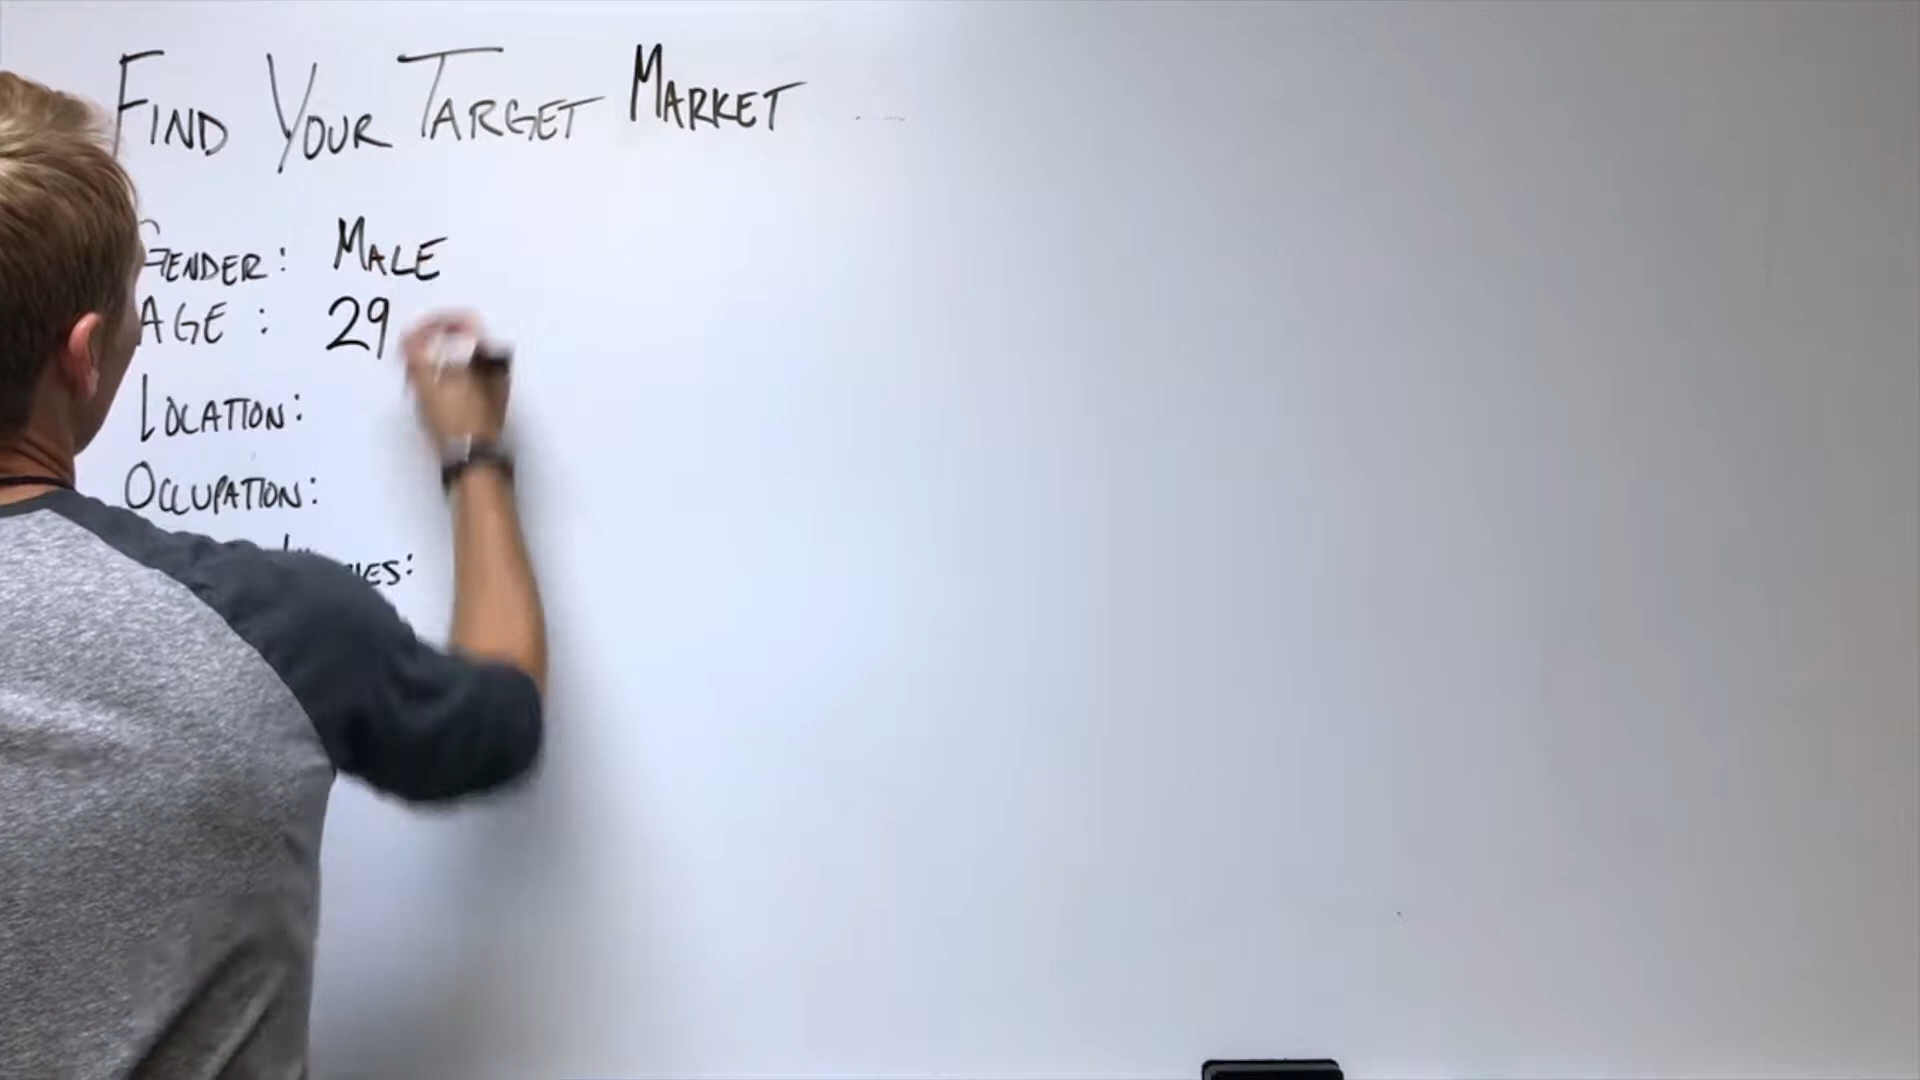 FIND YOUR TARGET MARKET
GENDER: MALE
AGE: 29
LOCATION:
OCCUPATION: